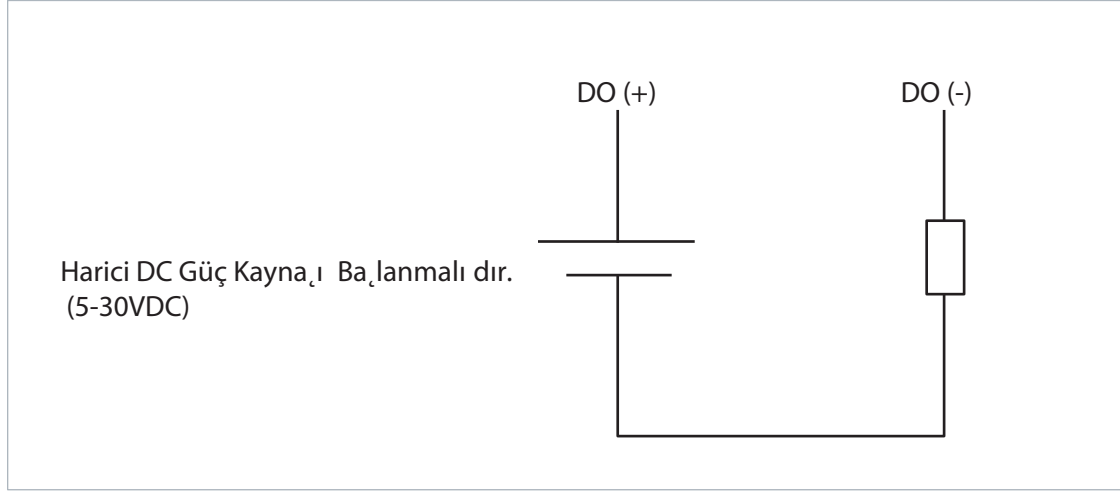 DO (+)
DO (-)
Harici DC Güç Kayna˛ı Ba˛lanmalı dır.
(5-30VDC)